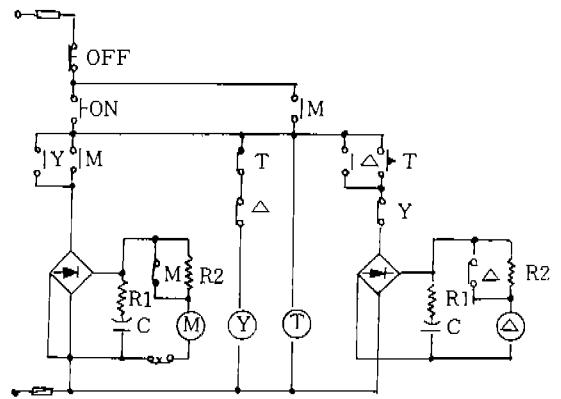 OFF
ON M
Y M T △ T
△ Y
M R2 △ R2
R1 R1
C M Y T C △